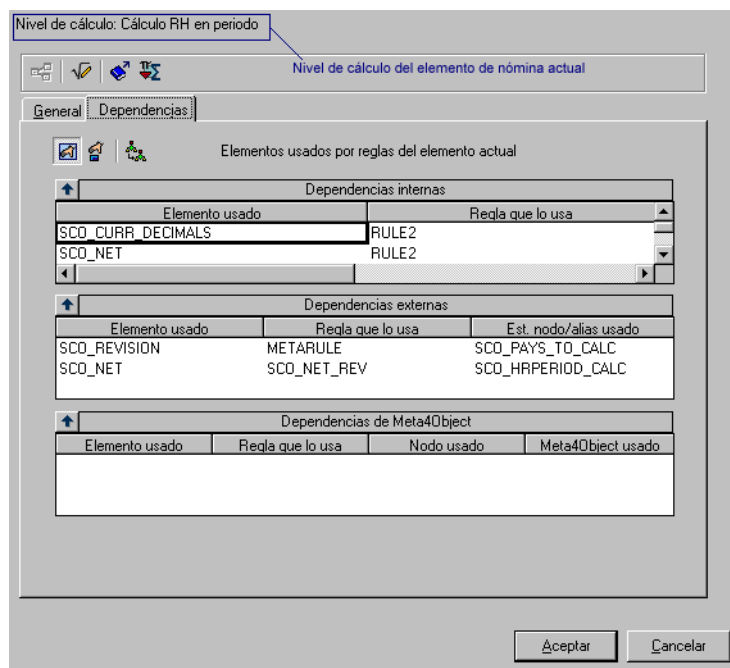 Nivel de cálculo: Cálculo RH en periodo
Nivel de cálculo del elemento de nómina actual
General Dependencias
Elementos usados por reglas del elemento actual
Dependencias internas
Elemento usado Regla que lo usa
SCO_CURR_DECIMALS RULE2
SCO_NET RULE2
Dependencias externas
Elemento usado Regla que lo usa Est. nodo/alias usado
SCO_REVISION METARULE SCO_PAYS_TO_CALC
SCO_NET SCO_NET_REV SCO_HRPERIOD_CALC
Dependencias de Meta4Object
Elemento usado Regla que lo usa Nodo usado Meta4Object usado
Aceptar Cancelar